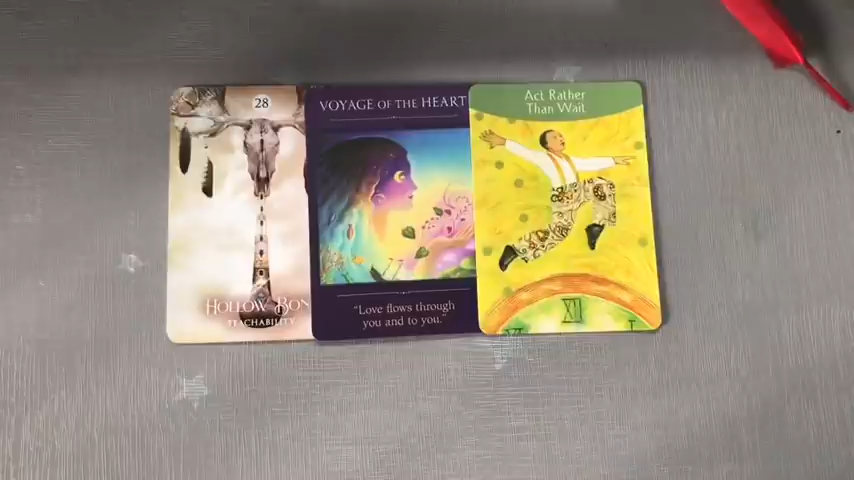 28
HOLLOW BON
TEACHABILITY
VOYAGE OF THE HEART
"Love flows through
you and to you."
Act Rather
Than Wait
XII
I